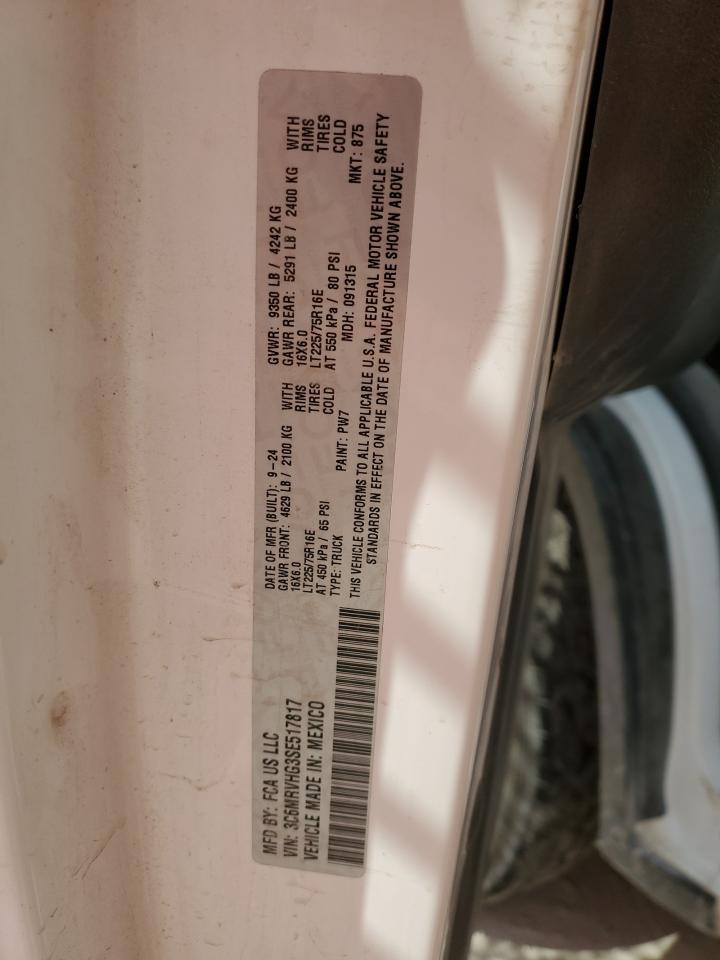 MFD BY: FCA US LLC
VIN: 3C6MRVHG3SE517817
VEHICLE MADE IN: MEXICO
DATE OF MFR (BUILT): 9-24
GAWR FRONT: 4629 LB / 2100 KG WITH
16X6.0 RIMS
LT225/75R16E TIRES
AT 450 kPa / 65 PSI COLD
TYPE: TRUCK PAINT: PW7
GVWR: 9350 LB / 4242 KG
GAWR REAR: 5291 LB / 2400 KG WITH
16X6.0 RIMS
LT225/75R16E TIRES
AT 550 kPa / 80 PSI COLD
MDH: 091315 MKT: 875
THIS VEHICLE CONFORMS TO ALL APPLICABLE U.S.A. FEDERAL MOTOR VEHICLE SAFETY
STANDARDS IN EFFECT ON THE DATE OF MANUFACTURE SHOWN ABOVE.